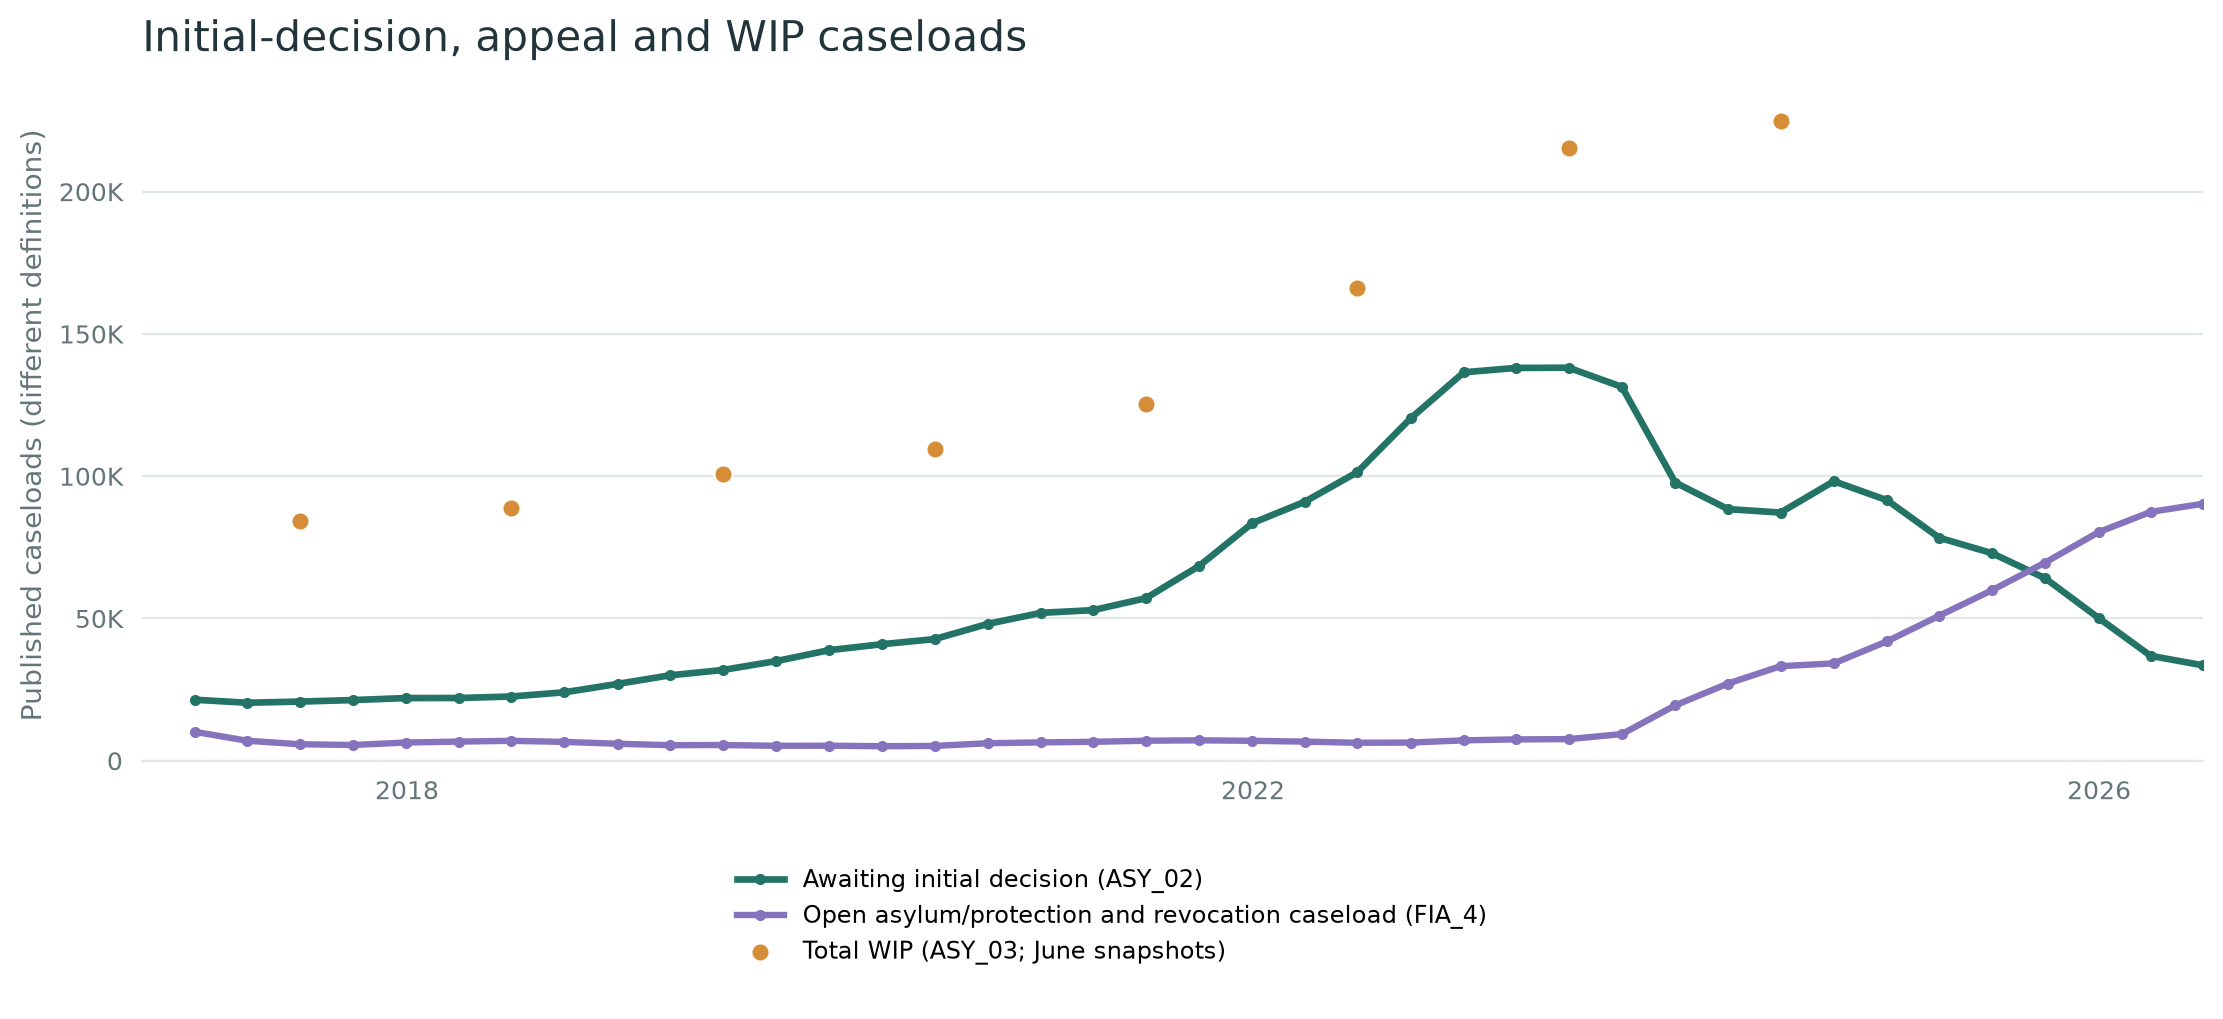 Initial-decision, appeal and WIP caseloads
Published caseloads (different definitions)
200K
150K
100K
50K
0
2018
2022
2026
Awaiting initial decision (ASY_02)
Open asylum/protection and revocation caseload (FIA_4)
Total WIP (ASY_03; June snapshots)